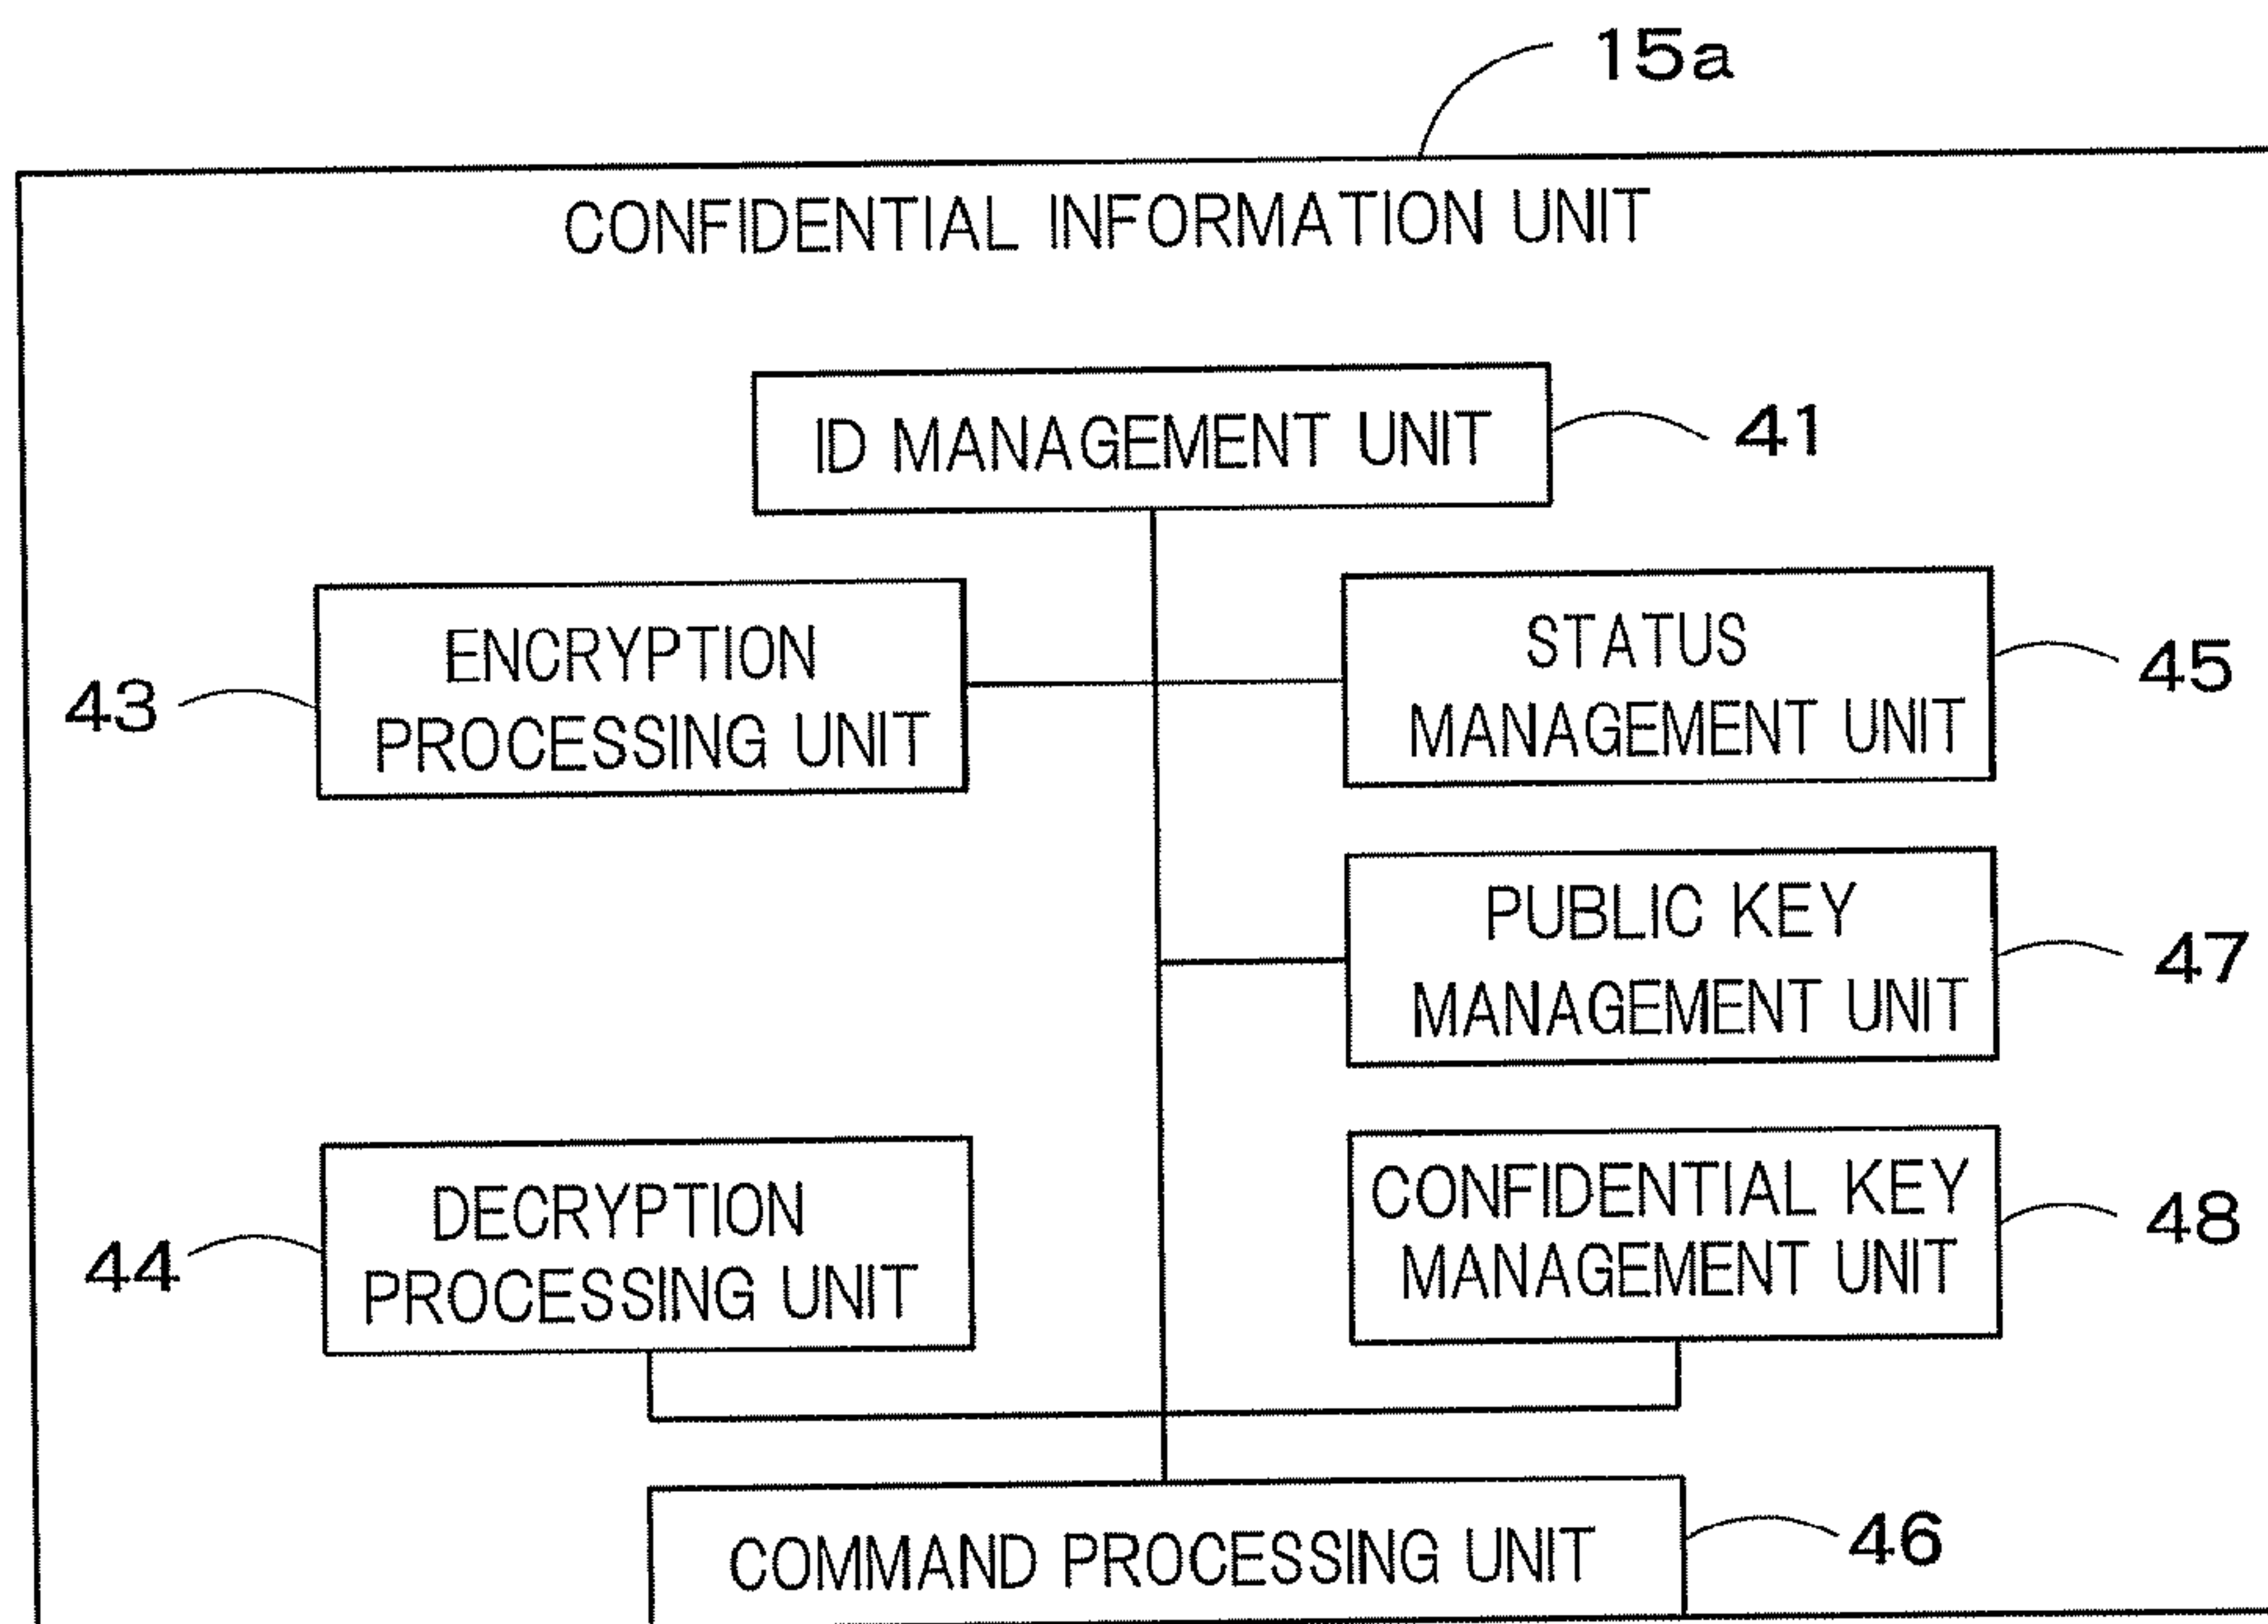 15a
CONFIDENTIAL INFORMATION UNIT
ID MANAGEMENT UNIT
41
ENCRYPTION
PROCESSING UNIT
43
STATUS
MANAGEMENT UNIT
45
PUBLIC KEY
MANAGEMENT UNIT
47
DECRYPTION
PROCESSING UNIT
44
CONFIDENTIAL KEY
MANAGEMENT UNIT
48
COMMAND PROCESSING UNIT
46